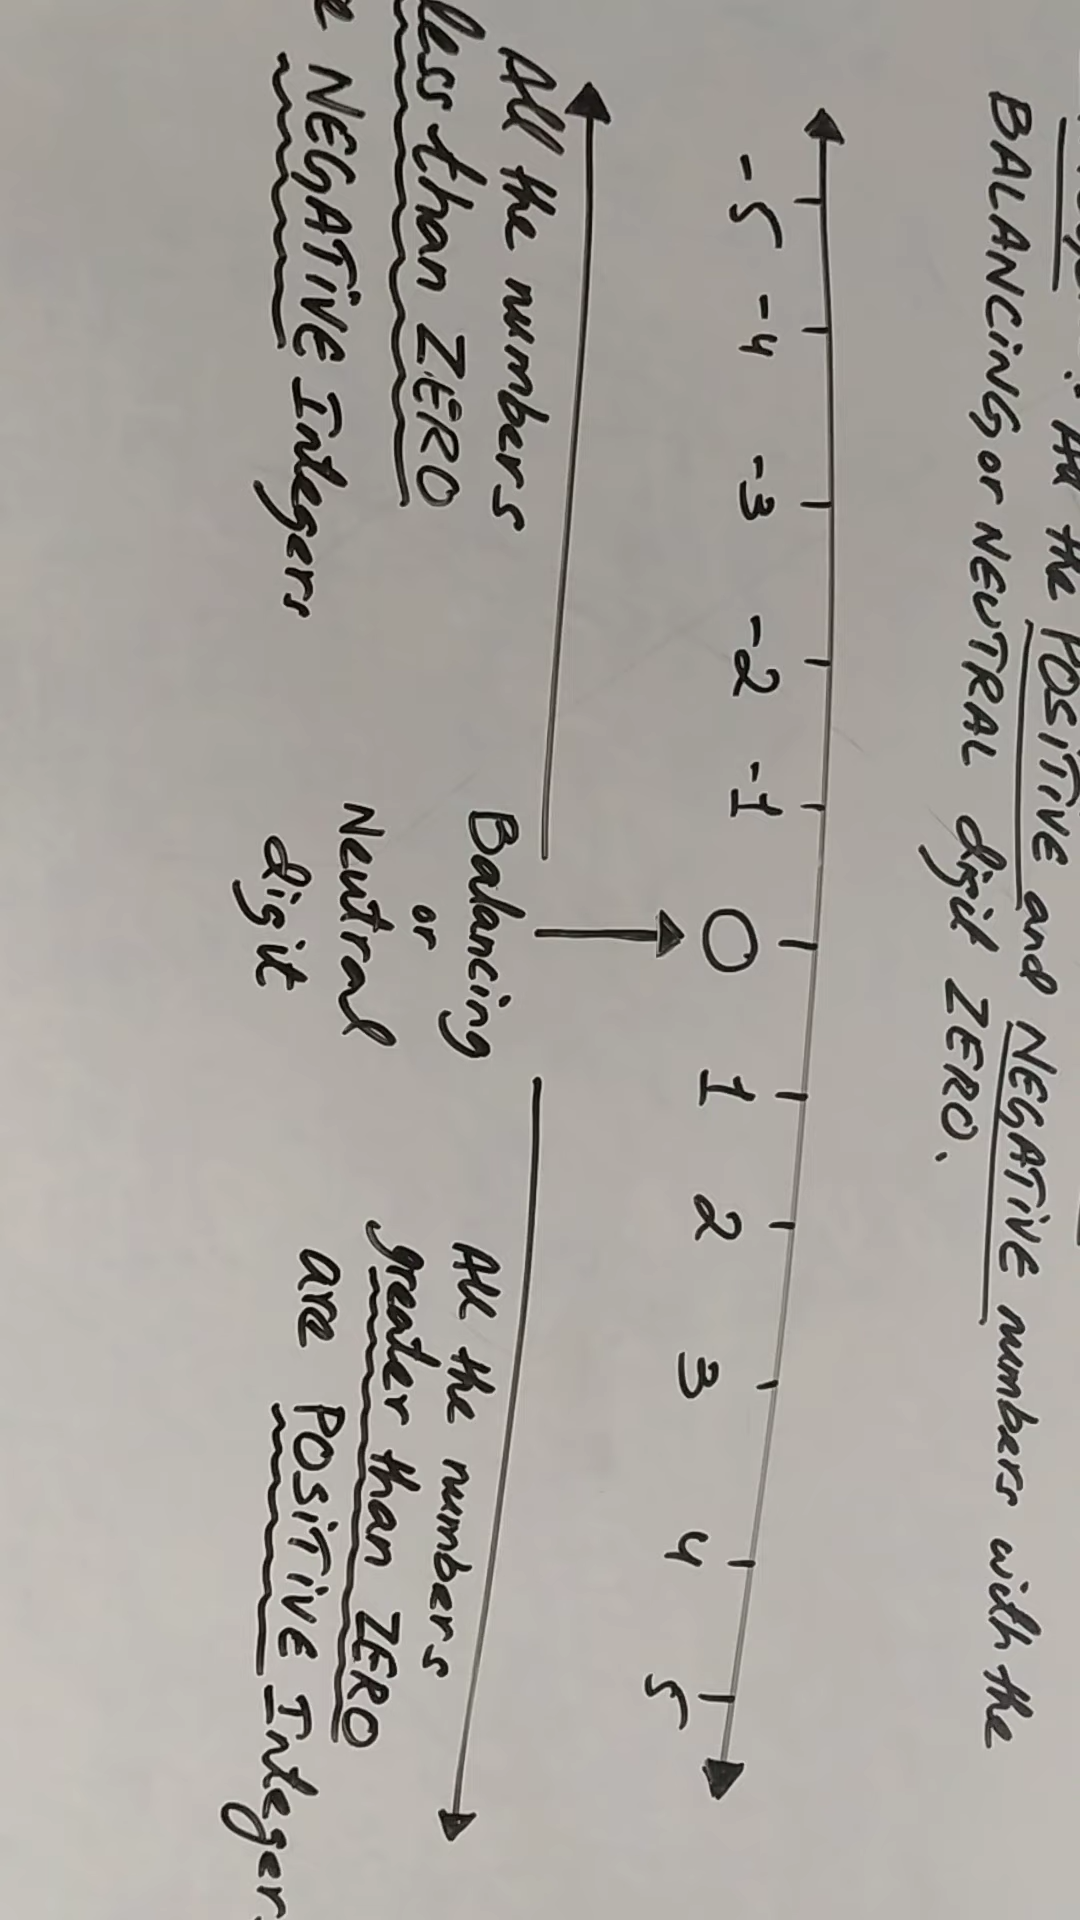 : All the POSITIVE and NEGATIVE numbers with the
BALANCING or NEUTRAL digit ZERO.
-5 -4 -3 -2 -1 0 1 2 3 4 5
All the numbers
less than ZERO
NEGATIVE Integers
Balancing
or
Neutral
digit
All the numbers
greater than ZERO
are POSITIVE Integer